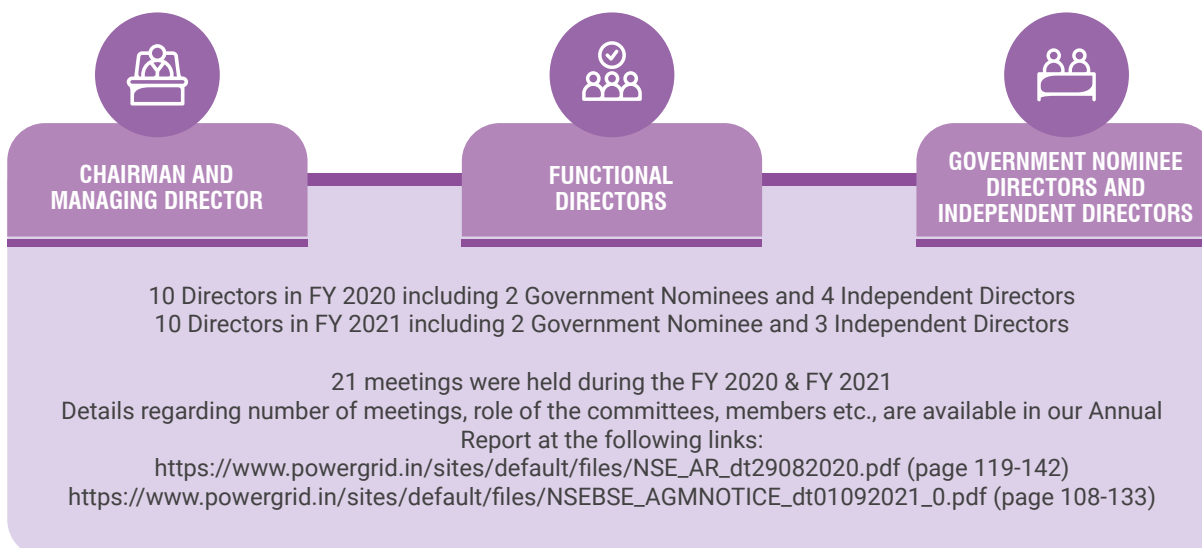 CHAIRMAN AND
MANAGING DIRECTOR
FUNCTIONAL
DIRECTORS
GOVERNMENT NOMINEE
DIRECTORS AND
INDEPENDENT DIRECTORS
10 Directors in FY 2020 including 2 Government Nominees and 4 Independent Directors
10 Directors in FY 2021 including 2 Government Nominee and 3 Independent Directors
21 meetings were held during the FY 2020 & FY 2021
Details regarding number of meetings, role of the committees, members etc., are available in our Annual
Report at the following links:
https://www.powergrid.in/sites/default/files/NSE_AR_dt29082020.pdf (page 119-142)
https://www.powergrid.in/sites/default/files/NSEBSE_AGMNOTICE_dt01092021_0.pdf (page 108-133)